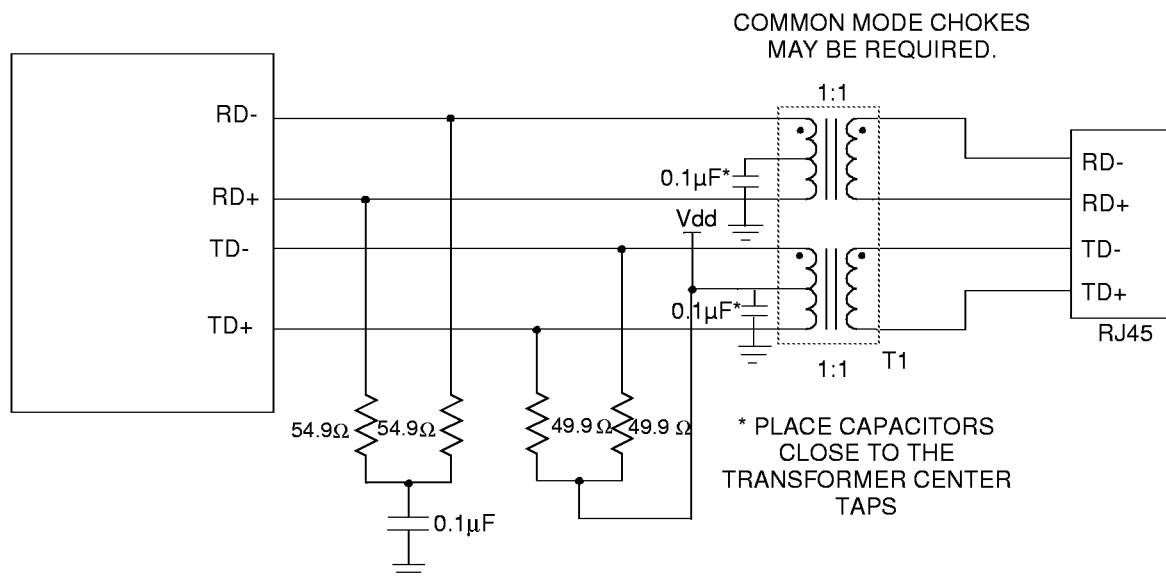 COMMON MODE CHOKES
MAY BE REQUIRED.
1:1
RD-
RD+
TD-
TD+
0.1µF*
Vdd
0.1µF*
RD-
RD+
TD-
TD+
RJ45
1:1
T1
54.9Ω
54.9Ω
49.9 Ω
49.9 Ω
0.1µF
* PLACE CAPACITORS
CLOSE TO THE
TRANSFORMER CENTER
TAPS